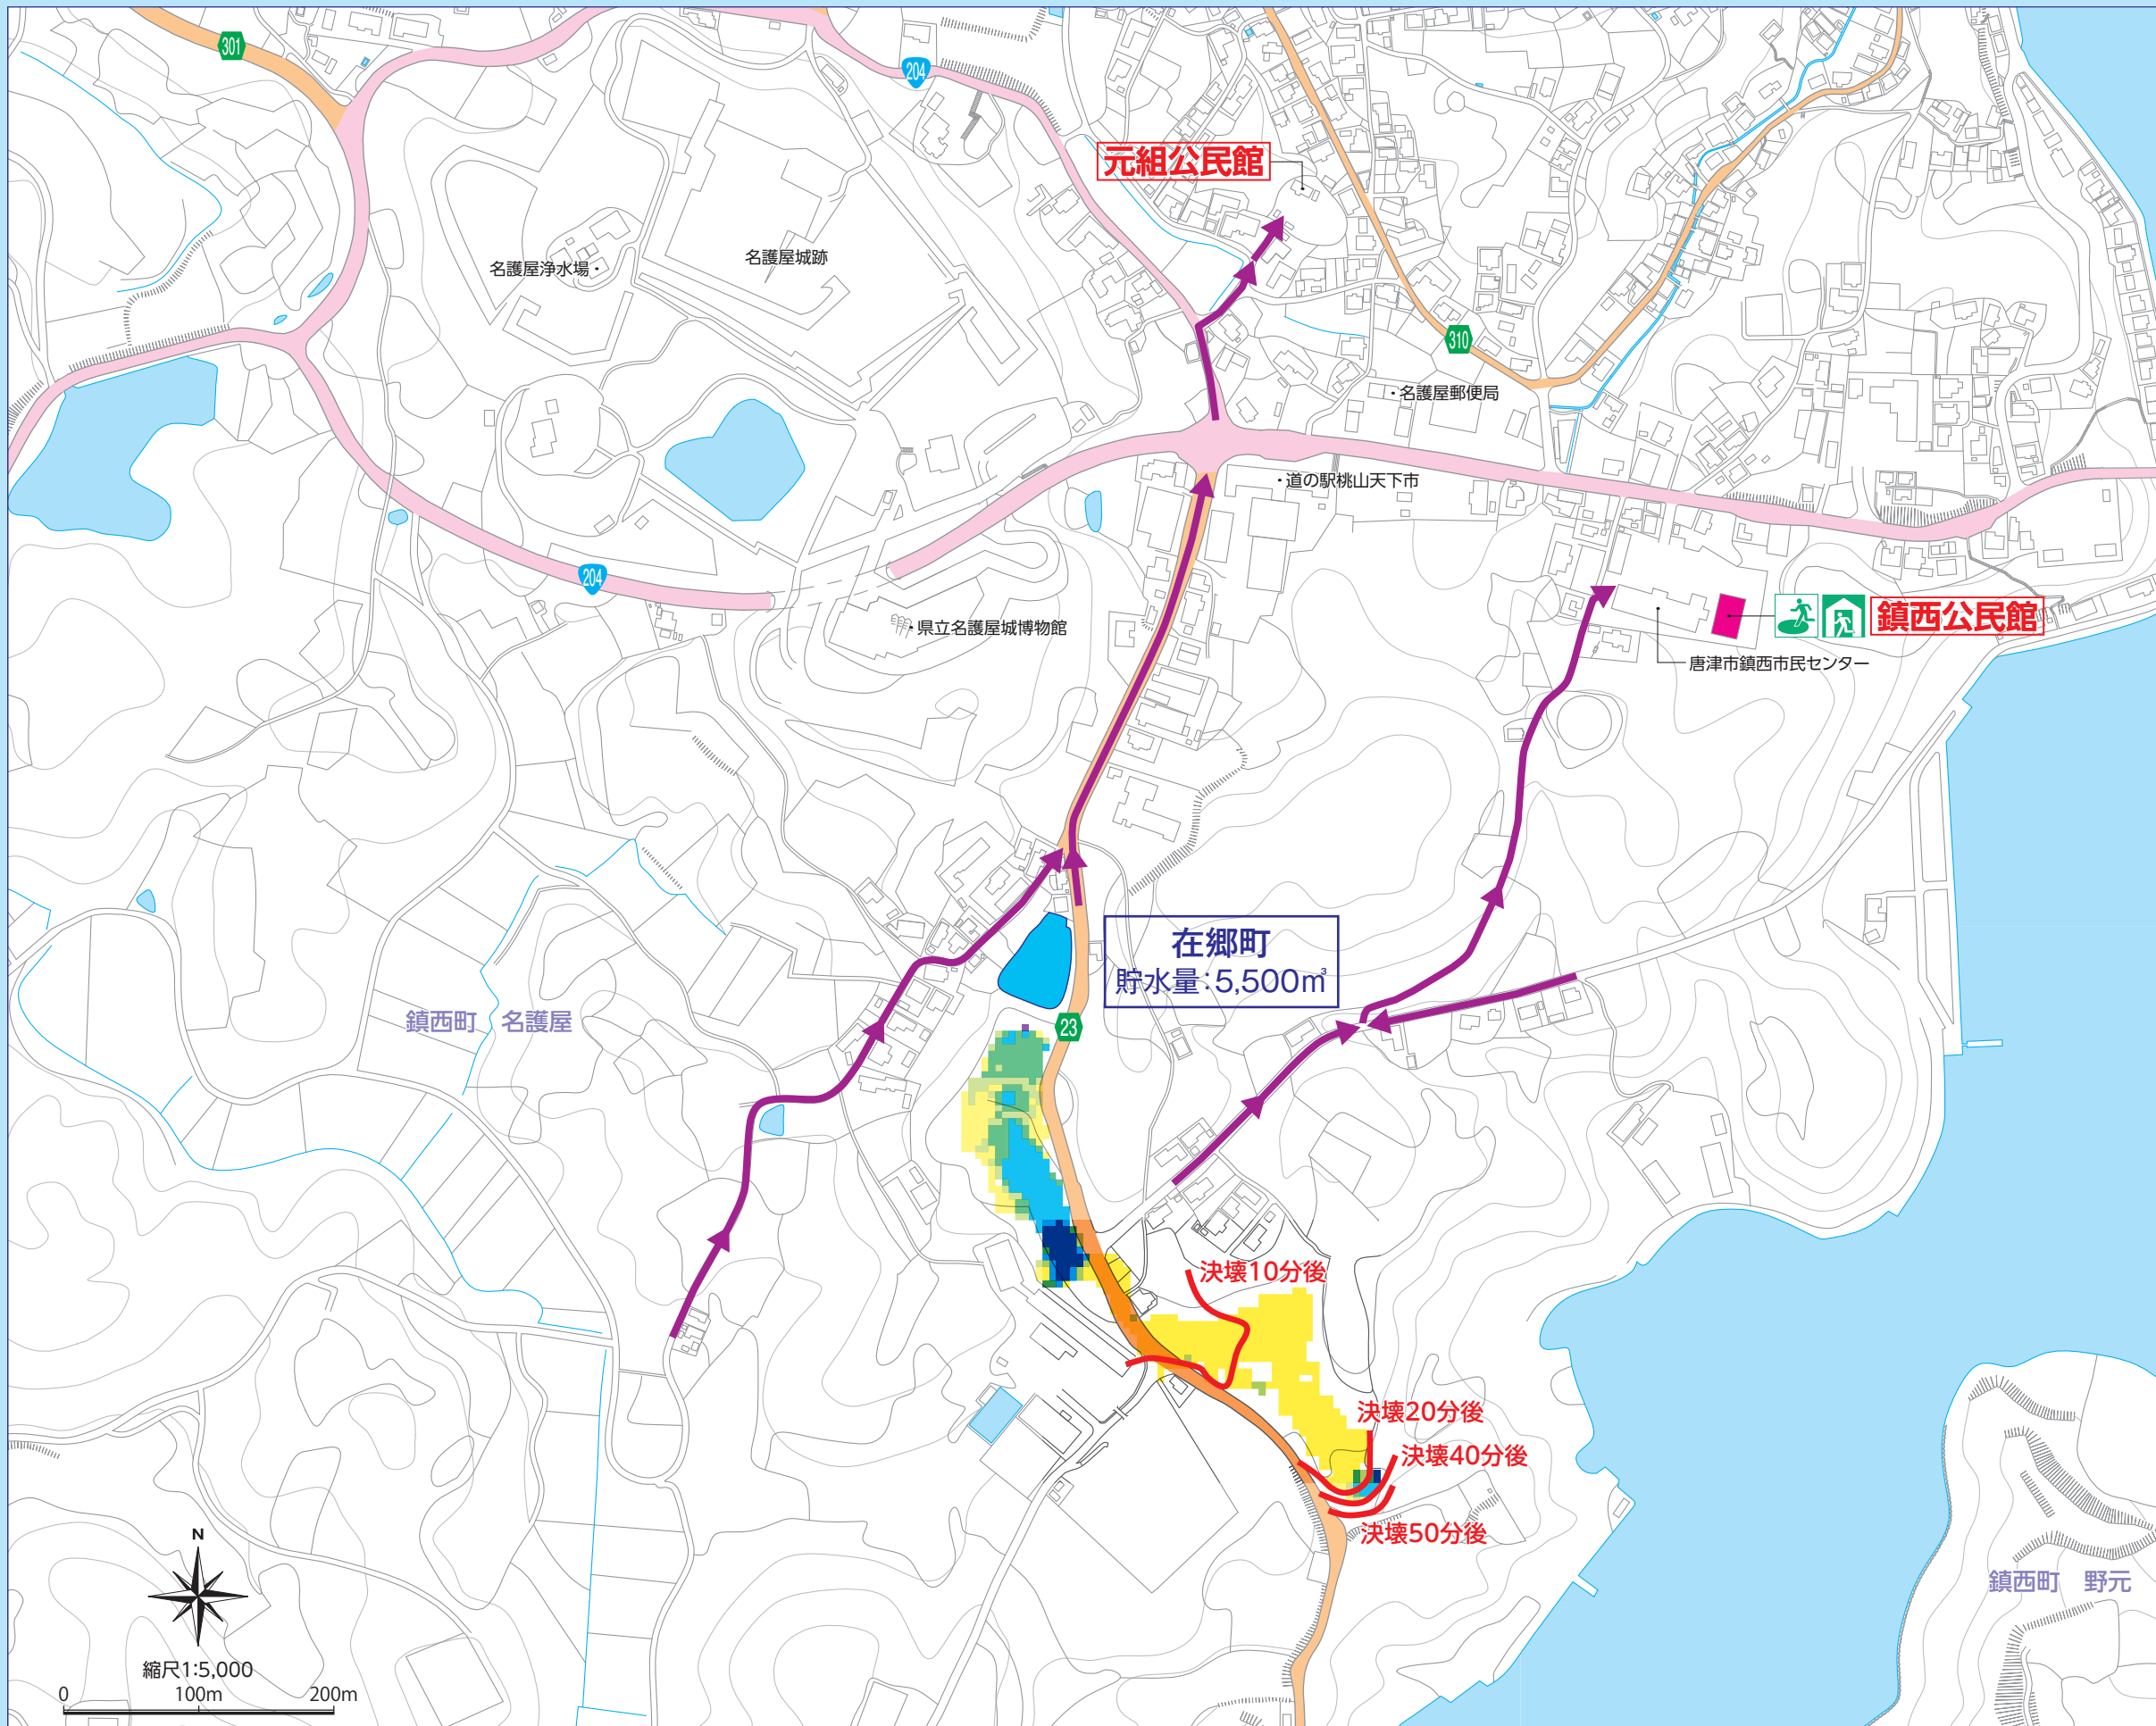 301
204
元組公民館
名護屋浄水場・
名護屋城跡
310
・名護屋郵便局
・道の駅桃山天下市
204
・県立名護屋城博物館
鎮西公民館
唐津市鎮西市民センター
在郷町
貯水量：5,500㎥
鎮西町 名護屋
23
決壊10分後
決壊20分後
決壊40分後
決壊50分後
鎮西町 野元
N
縮尺1:5,000
0 100m 200m